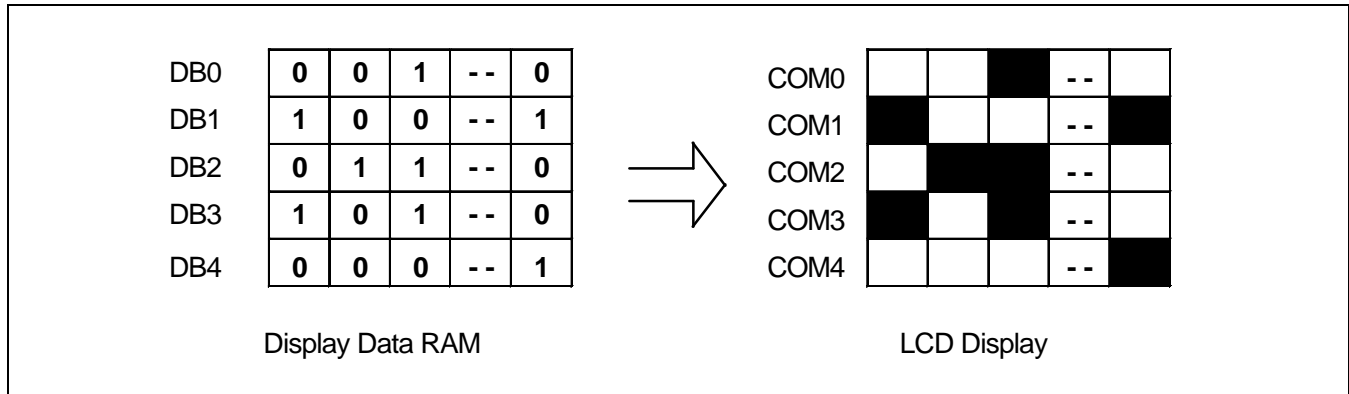 DB0 0 0 1 - - 0 COM0 - -
DB1 1 0 0 - - 1 COM1 - -
DB2 0 1 1 - - 0 COM2 - -
DB3 1 0 1 - - 0 COM3 - -
DB4 0 0 0 - - 1 COM4 - -
Display Data RAM LCD Display